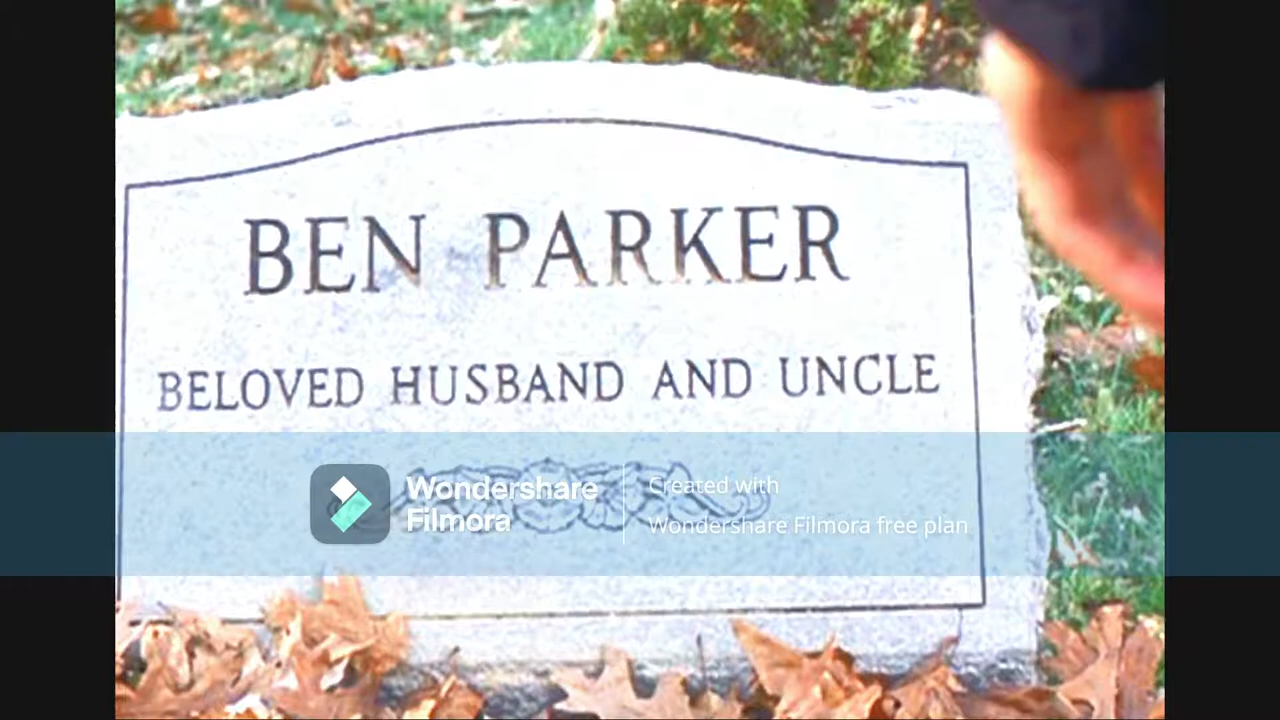 BEN PARKER
BELOVED HUSBAND AND UNCLE
Wondershare
Filmora
Created with
Wondershare Filmora free plan